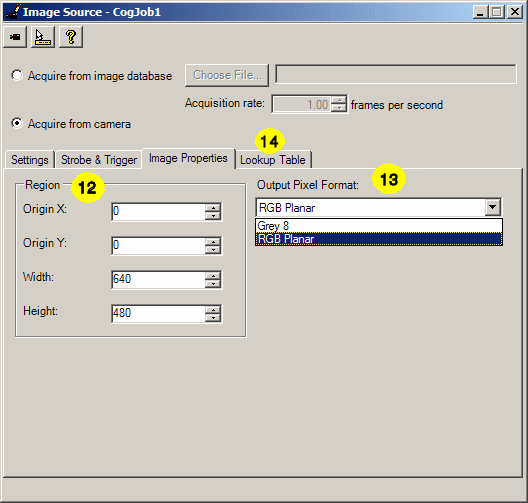 Image Source - CogJob1
Acquire from image database
Choose File...
Acquisition rate: 1.00 frames per second
Acquire from camera
14
Settings Strobe & Trigger Image Properties Lookup Table
Region 12
Output Pixel Format: 13
Origin X: 0
RGB Planar
Grey 8
RGB Planar
Origin Y: 0
Width: 640
Height: 480